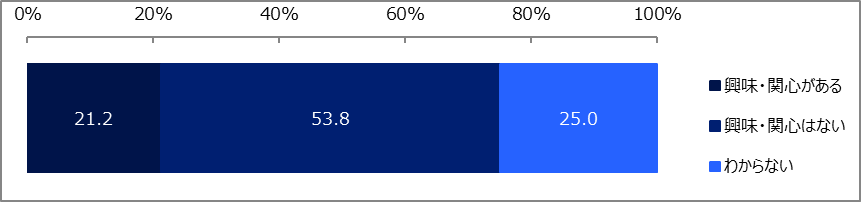 0% 20% 40% 60% 80% 100%
21.2 53.8 25.0
興味・関心がある
興味・関心はない
わからない